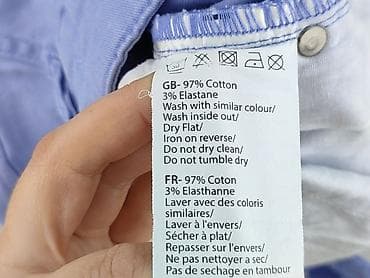 GB- 97% Cotton
3% Elastane
Wash with similar colour/
Wash inside out/
Dry Flat/
Iron on reverse/
Do not dry clean/
Do not tumble dry
FR- 97% Coton
3% Elasthanne
Laver avec des coloris
similaires/
Laver à l'envers/
Sécher à plat/
Repasser sur l'envers/
Ne pas nettoyer a sec/
Pas de sechage en tambour